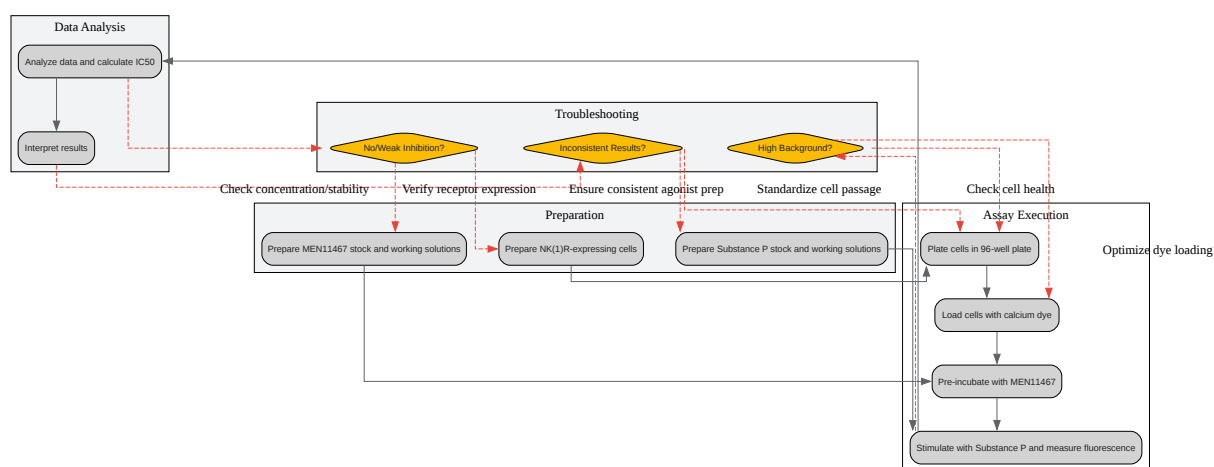 Data Analysis
Analyze data and calculate IC50
Interpret results
Troubleshooting
No/Weak Inhibition?
Inconsistent Results?
High Background?
Check concentration/stability
Verify receptor expression
Ensure consistent agonist prep
Standardize cell passage
Check cell health
Preparation
Assay Execution
Prepare MEN11467 stock and working solutions
Prepare NK(1)R-expressing cells
Prepare Substance P stock and working solutions
Plate cells in 96-well plate
Optimize dye loading
Load cells with calcium dye
Pre-incubate with MEN11467
Stimulate with Substance P and measure fluorescence